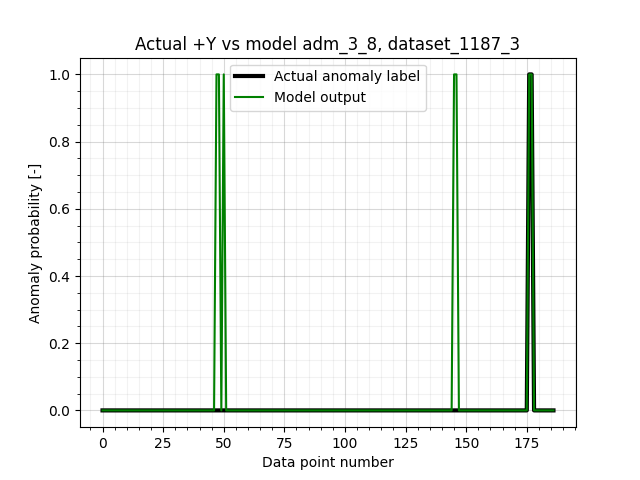 Actual +Y vs model adm_3_8, dataset_1187_3
Actual anomaly label
Model output
Anomaly probability [-]
1.0
0.8
0.6
0.4
0.2
0.0
0 25 50 75 100 125 150 175
Data point number